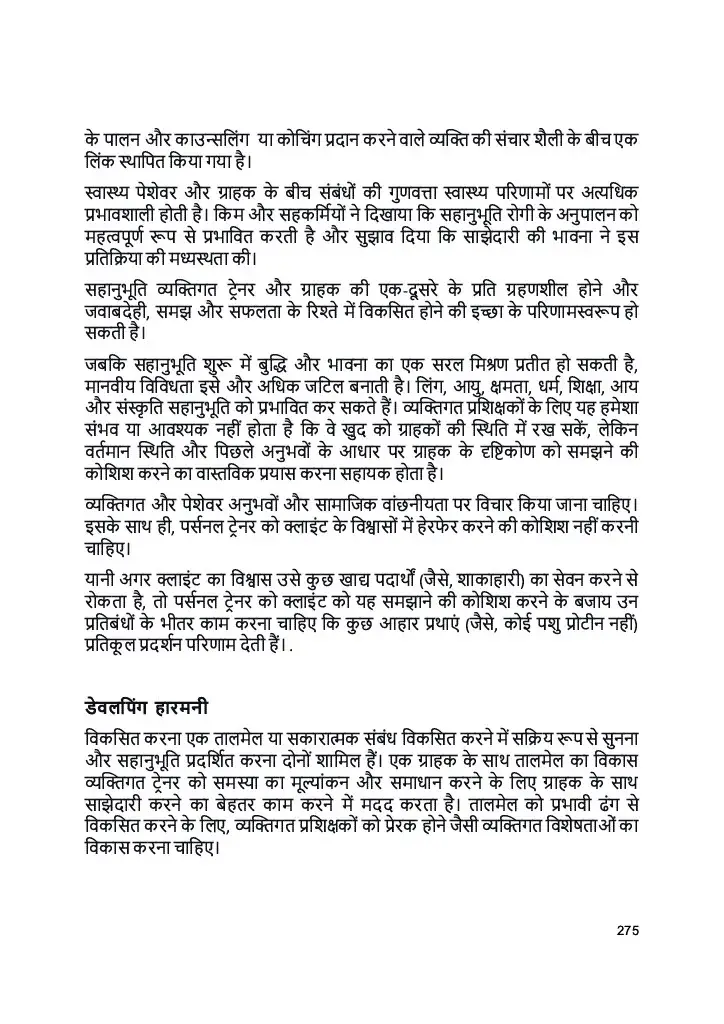 के पालन और काउन्सलिंग या कोचिंग प्रदान करने वाले व्यक्ति की संचार शैली के बीच एक
लिंक स्थापित किया गया है।
स्वास्थ्य पेशेवर और ग्राहक के बीच संबंधों की गुणवत्ता स्वास्थ्य परिणामों पर अत्यधिक
प्रभावशाली होती है। किम और सहकर्मियों ने दिखाया कि सहानुभूति रोगी के अनुपालन को
महत्वपूर्ण रूप से प्रभावित करती है और सुझाव दिया कि साझेदारी की भावना ने इस
प्रतिक्रिया की मध्यस्थता की।
सहानुभूति व्यक्तिगत ट्रेनर और ग्राहक की एक-दूसरे के प्रति ग्रहणशील होने और
जवाबदेही, समझ और सफलता के रिश्ते में विकसित होने की इच्छा के परिणामस्वरूप हो
सकती है।
जबकि सहानुभूति शुरू में बुद्धि और भावना का एक सरल मिश्रण प्रतीत हो सकती है,
मानवीय विविधता इसे और अधिक जटिल बनाती है। लिंग, आयु, क्षमता, धर्म, शिक्षा, आय
और संस्कृति सहानुभूति को प्रभावित कर सकते हैं। व्यक्तिगत प्रशिक्षकों के लिए यह हमेशा
संभव या आवश्यक नहीं होता है कि वे खुद को ग्राहकों की स्थिति में रख सकें, लेकिन
वर्तमान स्थिति और पिछले अनुभवों के आधार पर ग्राहक के दृष्टिकोण को समझने की
कोशिश करने का वास्तविक प्रयास करना सहायक होता है।
व्यक्तिगत और पेशेवर अनुभवों और सामाजिक वांछनीयता पर विचार किया जाना चाहिए।
इसके साथ ही, पर्सनल ट्रेनर को क्लाइंट के विश्वासों में हेरफेर करने की कोशिश नहीं करनी
चाहिए।
यानी अगर क्लाइंट का विश्वास उसे कुछ खाद्य पदार्थों (जैसे, शाकाहारी) का सेवन करने से
रोकता है, तो पर्सनल ट्रेनर को क्लाइंट को यह समझाने की कोशिश करने के बजाय उन
प्रतिबंधों के भीतर काम करना चाहिए कि कुछ आहार प्रथाएं (जैसे, कोई पशु प्रोटीन नहीं)
प्रतिकूल प्रदर्शन परिणाम देती हैं। .
डेवलपिंग हारमनी
विकसित करना एक तालमेल या सकारात्मक संबंध विकसित करने में सक्रिय रूप से सुनना
और सहानुभूति प्रदर्शित करना दोनों शामिल हैं। एक ग्राहक के साथ तालमेल का विकास
व्यक्तिगत ट्रेनर को समस्या का मूल्यांकन और समाधान करने के लिए ग्राहक के साथ
साझेदारी करने का बेहतर काम करने में मदद करता है। तालमेल को प्रभावी ढंग से
विकसित करने के लिए, व्यक्तिगत प्रशिक्षकों को प्रेरक होने जैसी व्यक्तिगत विशेषताओं का
विकास करना चाहिए।
275